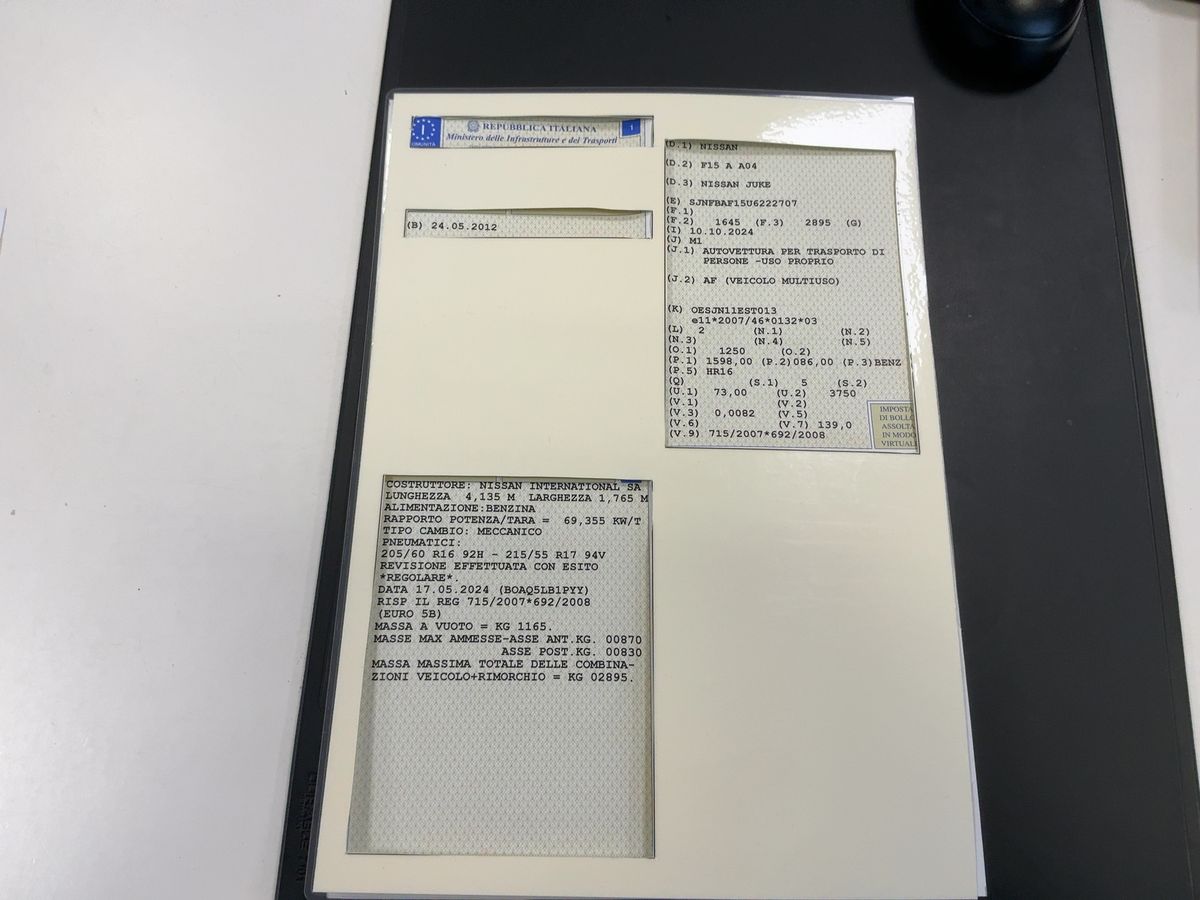 I
COMUNITÀ
REPUBBLICA ITALIANA
Ministero delle Infrastrutture e dei Trasporti
1
(B) 24.05.2012
(D.1) NISSAN
(D.2) F15 A A04
(D.3) NISSAN JUKE
(E) SJNFBAF15U6222707
(F.1)
(F.2) 1645 (F.3) 2895 (G)
(I) 10.10.2024
(J) M1
(J.1) AUTOVETTURA PER TRASPORTO DI
PERSONE -USO PROPRIO
(J.2) AF (VEICOLO MULTIUSO)
(K) OESJN11EST013
e11*2007/46*0132*03
(L) 2 (N.1) (N.2)
(N.3) (N.4) (N.5)
(O.1) 1250 (O.2)
(P.1) 1598,00 (P.2)086,00 (P.3)BENZ
(P.5) HR16
(Q) (S.1) 5 (S.2)
(U.1) 73,00 (U.2) 3750
(V.1) (V.2)
(V.3) 0,0082 (V.5)
(V.6) (V.7) 139,0
(V.9) 715/2007*692/2008
IMPOSTA
DI BOLLO
ASSOLTA
IN MODO
VIRTUALE
COSTRUTTORE: NISSAN INTERNATIONAL SA
LUNGHEZZA 4,135 M LARGHEZZA 1,765 M
ALIMENTAZIONE:BENZINA
RAPPORTO POTENZA/TARA = 69,355 KW/T
TIPO CAMBIO: MECCANICO
PNEUMATICI:
205/60 R16 92H - 215/55 R17 94V
REVISIONE EFFETTUATA CON ESITO
*REGOLARE*.
DATA 17.05.2024 (BOAQ5LB1PYY)
RISP IL REG 715/2007*692/2008
(EURO 5B)
MASSA A VUOTO = KG 1165.
MASSE MAX AMMESSE-ASSE ANT.KG. 00870
ASSE POST.KG. 00830
MASSA MASSIMA TOTALE DELLE COMBINA-
ZIONI VEICOLO+RIMORCHIO = KG 02895.